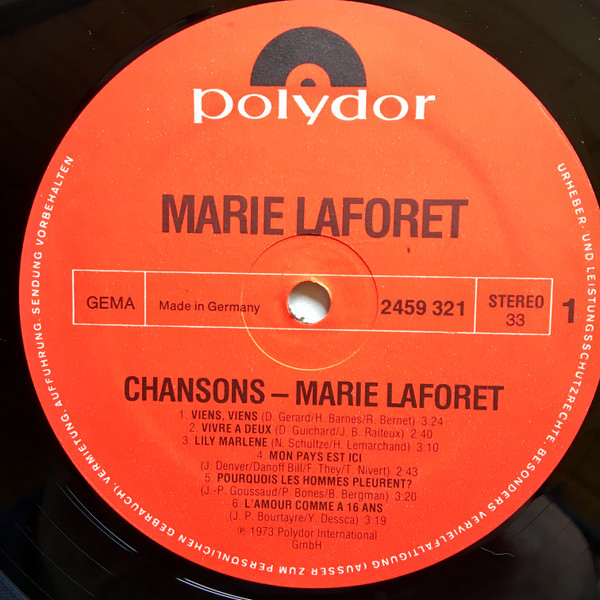 polydor
MARIE LAFORET
GEMA
Made in Germany
2459 321
STEREO
33
1
CHANSONS – MARIE LAFORET
1. VIENS, VIENS (D. Gerard/H. Barnes/R. Bernet) 3:24
2. VIVRE A DEUX (D. Guichard/J. B. Raiteux) 2:40
3. LILY MARLENE (N. Schultze/H. Lemarchand) 3:10
4. MON PAYS EST ICI
(J. Denver/Danoff Bill/F. They/T. Nivert) 2:43
5. POURQUOIS LES HOMMES PLEURENT?
(J.-P. Goussaud/P. Bones/B. Bergman) 3:20
6. L'AMOUR COMME A 16 ANS
(J. P. Bourtayre/Y. Dessca) 3:19
℗ 1973 Polydor International
GmbH
URHEBER- UND LEISTUNGSSCHUTZRECHTE, BESONDERS VERVIELFÄLTIGUNG (AUSSER ZUM PERSÖNLICHEN GEBRAUCH), VERMIETUNG, AUFFÜHRUNG, SENDUNG VORBEHALTEN